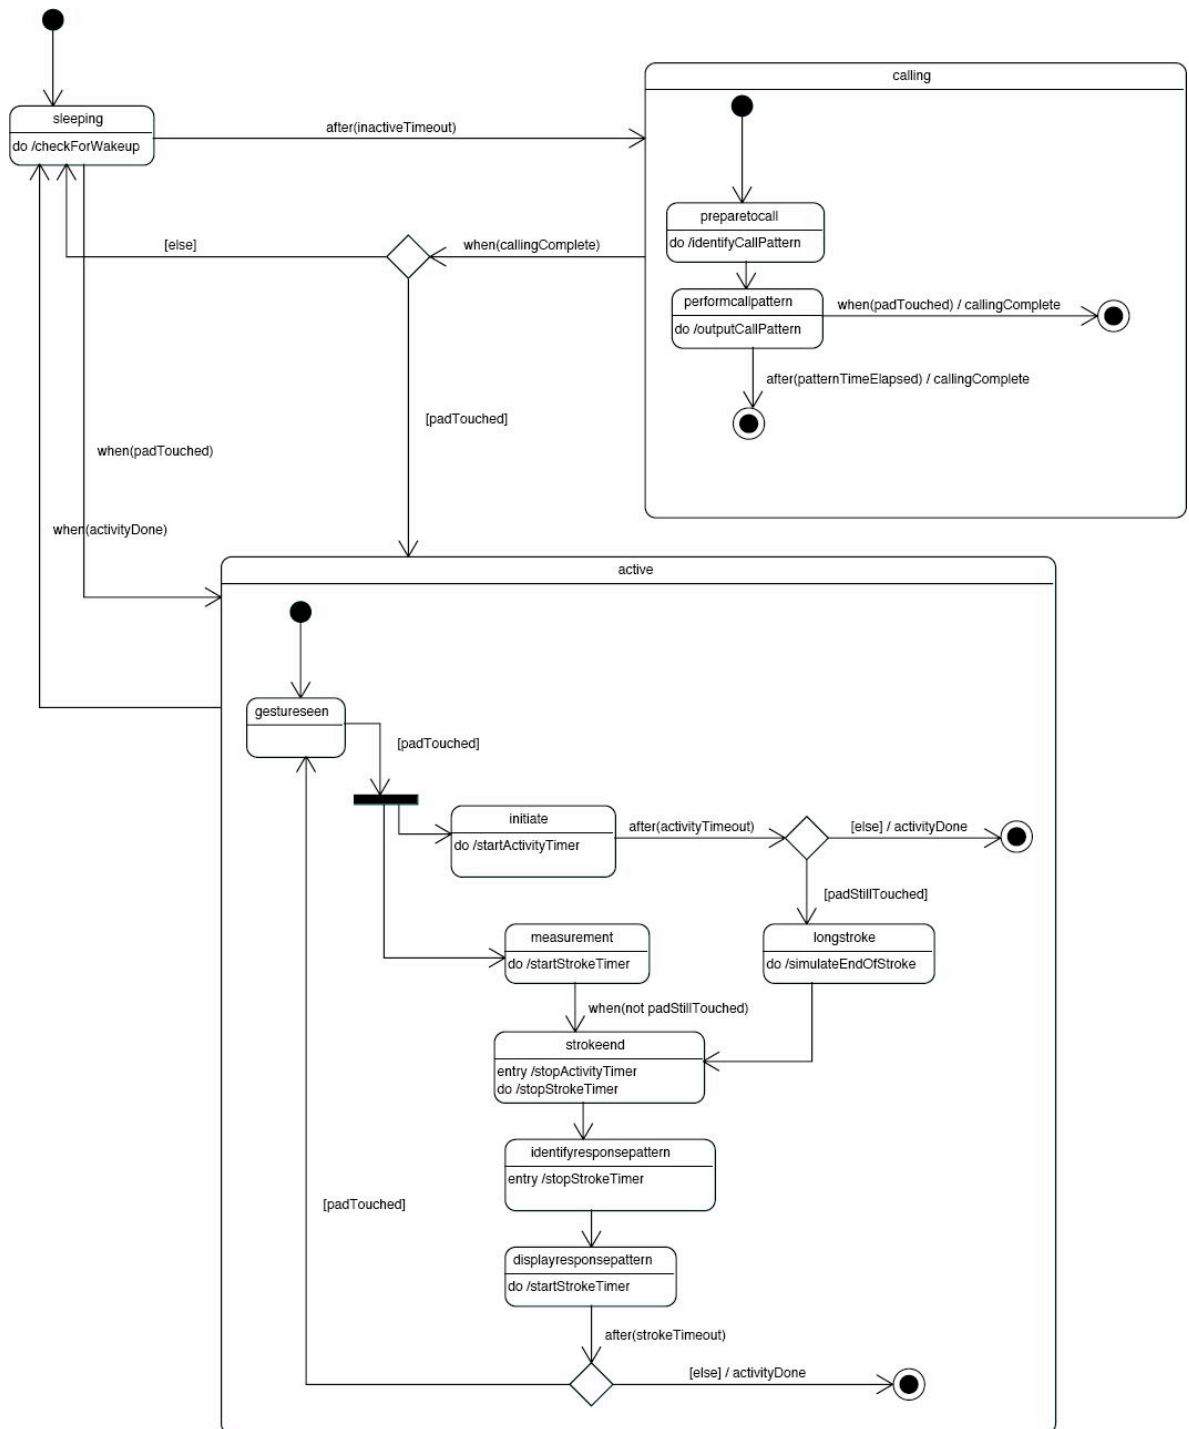 calling
sleeping
do /checkForWakeup
after(inactiveTimeout)
preparetocall
do /identifyCallPattern
[else]
when(callingComplete)
performcallpattern
do /outputCallPattern
when(padTouched) / callingComplete
after(patternTimeElapsed) / callingComplete
[padTouched]
when(padTouched)
when(activityDone)
active
gestureseen
[padTouched]
initiate
do /startActivityTimer
after(activityTimeout)
[else] / activityDone
[padStillTouched]
measurement
do /startStrokeTimer
longstroke
do /simulateEndOfStroke
when(not padStillTouched)
strokeend
entry /stopActivityTimer
do /stopStrokeTimer
identifyresponsepattern
entry /stopStrokeTimer
[padTouched]
displayresponsepattern
do /startStrokeTimer
after(strokeTimeout)
[else] / activityDone